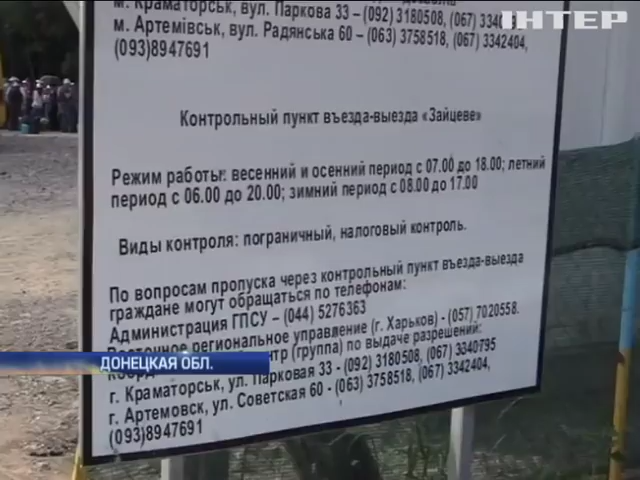 м. Краматорськ, вул. Паркова 33 – (092) 3180508, (067)
м. Артемівськ, вул. Радянська 60 – (063) 3758518, (067) 3342404,
(093)8947691
ІНТЕР
Контрольный пункт въезда-выезда «Зайцеве»
Режим работы: весенний и осенний период с 07.00 до 18.00; летний
период с 06.00 до 20.00; зимний период с 08.00 до 17.00
Виды контроля: пограничный, налоговый контроль.
По вопросам пропуска через контрольный пункт въезда-выезда
граждане могут обращаться по телефонам:
Администрация ГПСУ – (044) 5276363
региональное управление (г. Харьков) - (057) 7020558.
(группа) по выдаче разрешений:
г. Краматорск, ул. Парковая 33 - (092) 3180508, (067) 3340795
г. Артемовск, ул. Советская 60 - (063) 3758518, (067) 3342404,
(093)8947691
ДОНЕЦКАЯ ОБЛ.